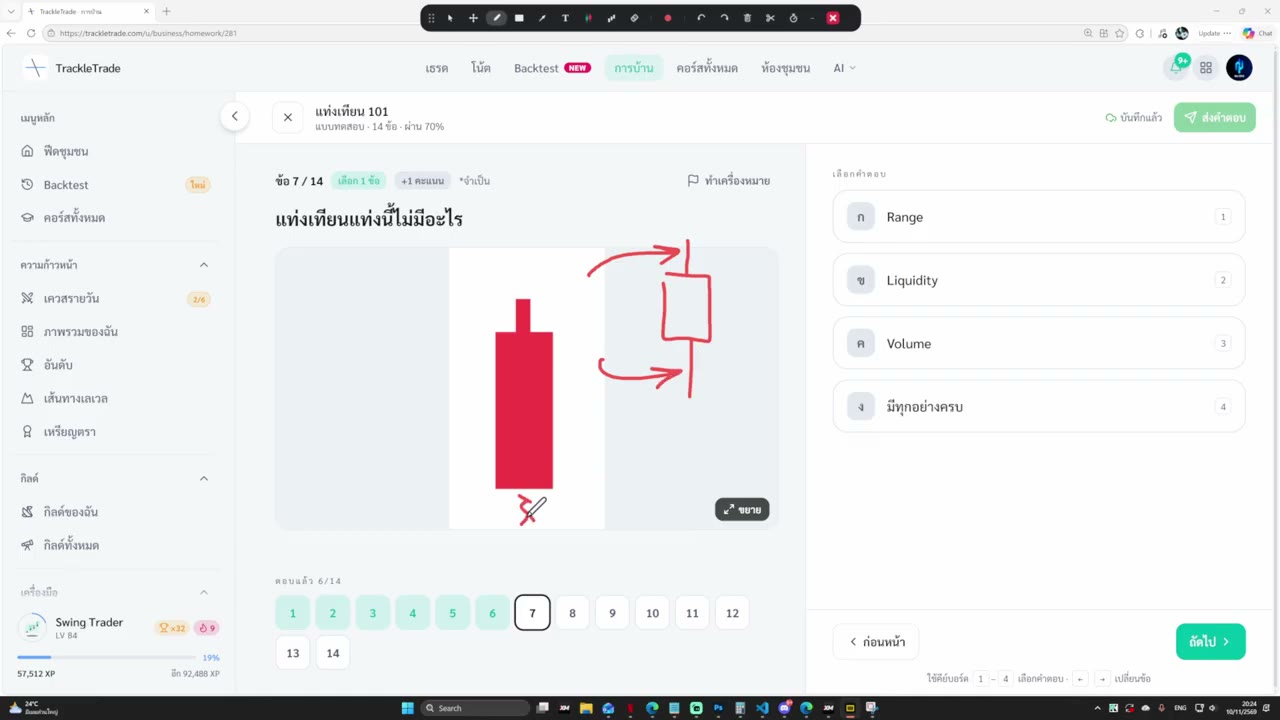 TrackleTrade - การบ้าน
https://trackletrade.com/u/business/homework/281
Update
Chat
TrackleTrade
เธรด
โน้ต
Backtest NEW
การบ้าน
คอร์สทั้งหมด
ห้องชุมชน
AI
9+
เมนูหลัก
ฟีดชุมชน
Backtest ใหม่
คอร์สทั้งหมด
ความก้าวหน้า
เควสรายวัน 2/6
ภาพรวมของฉัน
อันดับ
เส้นทางเลเวล
เหรียญตรา
กิลด์
กิลด์ของฉัน
กิลด์ทั้งหมด
เครื่องมือ
Swing Trader
LV 84
×32
9
19%
57,512 XP
อีก 92,488 XP
แท่งเทียน 101
แบบทดสอบ · 14 ข้อ · ผ่าน 70%
บันทึกแล้ว
ส่งคำตอบ
ข้อ 7 / 14
เลือก 1 ข้อ
+1 คะแนน
*จำเป็น
ทำเครื่องหมาย
แท่งเทียนแท่งนี้ไม่มีอะไร
ขยาย
ตอบแล้ว 6/14
1 2 3 4 5 6 7 8 9 10 11 12
13 14
เลือกคำตอบ
ก Range 1
ข Liquidity 2
ค Volume 3
ง มีทุกอย่างครบ 4
ก่อนหน้า
ถัดไป
ใช้คีย์บอร์ด 1 – 4 เลือกคำตอบ · ← → เปลี่ยนข้อ
24°C
Search
ENG
20:24
10/11/2569